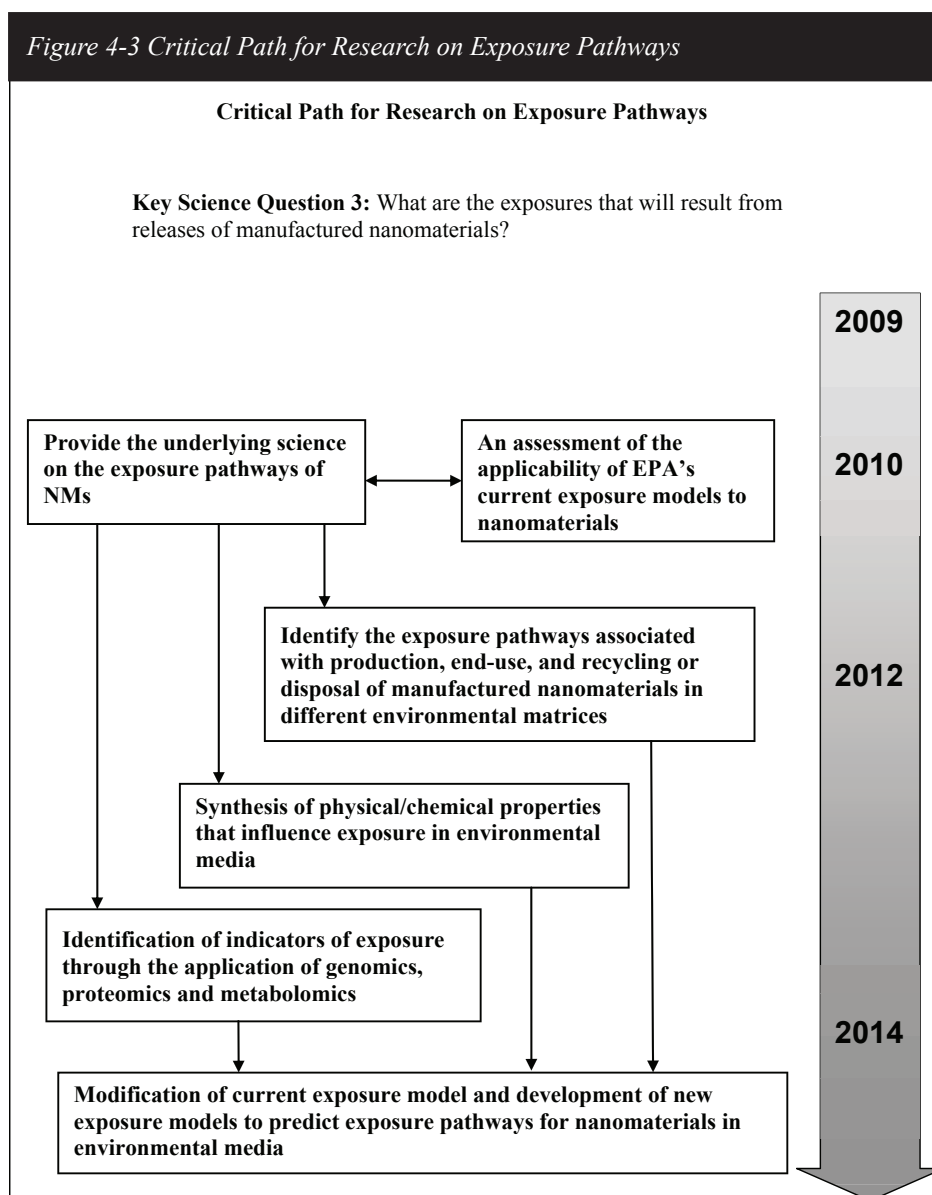 Figure 4-3 Critical Path for Research on Exposure Pathways
Critical Path for Research on Exposure Pathways
Key Science Question 3: What are the exposures that will result from
releases of manufactured nanomaterials?
2009
Provide the underlying science
on the exposure pathways of
NMs
An assessment of the
applicability of EPA’s
current exposure models to
nanomaterials
2010
Identify the exposure pathways associated
with production, end-use, and recycling or
disposal of manufactured nanomaterials in
different environmental matrices
2012
Synthesis of physical/chemical properties
that influence exposure in environmental
media
Identification of indicators of exposure
through the application of genomics,
proteomics and metabolomics
2014
Modification of current exposure model and development of new
exposure models to predict exposure pathways for nanomaterials in
environmental media